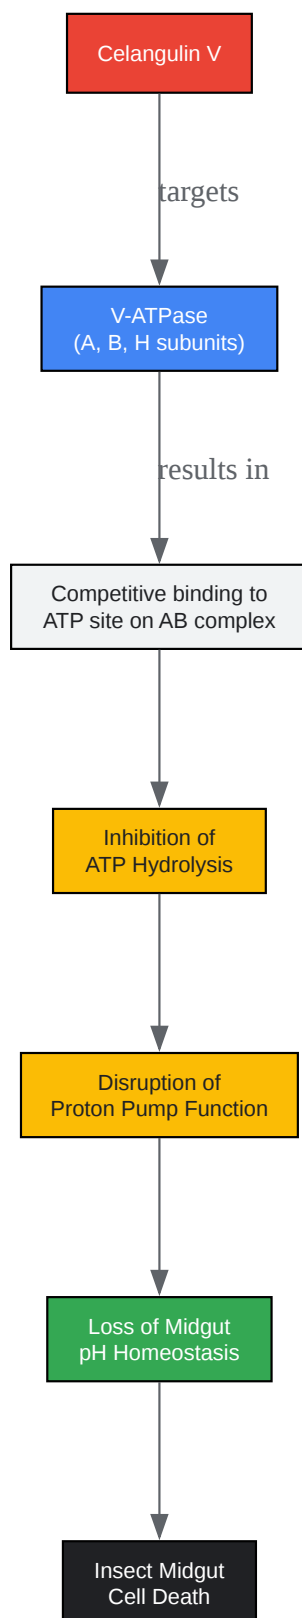 Celangulin V
targets
V-ATPase
(A, B, H subunits)
results in
Competitive binding to
ATP site on AB complex
Inhibition of
ATP Hydrolysis
Disruption of
Proton Pump Function
Loss of Midgut
pH Homeostasis
Insect Midgut
Cell Death